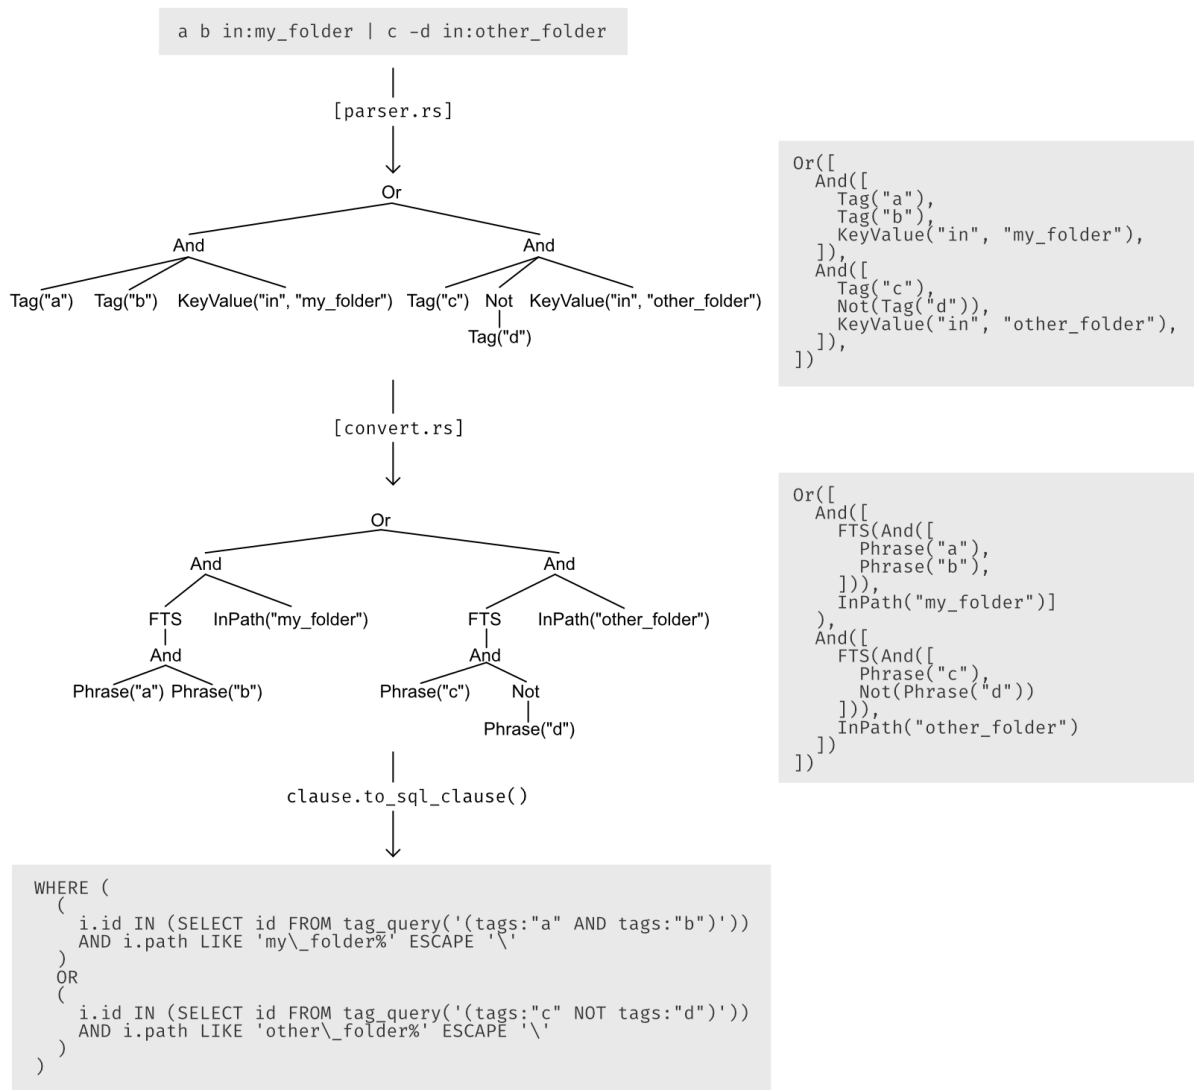 a b in:my_folder | c -d in:other_folder
[parser.rs]
Or
And And
Tag("a") Tag("b") KeyValue("in", "my_folder") Tag("c") Not KeyValue("in", "other_folder")
Tag("d")
Or([
  And([
    Tag("a"),
    Tag("b"),
    KeyValue("in", "my_folder"),
  ]),
  And([
    Tag("c"),
    Not(Tag("d")),
    KeyValue("in", "other_folder"),
  ]),
])
[convert.rs]
Or
And And
FTS InPath("my_folder") FTS InPath("other_folder")
And And
Phrase("a") Phrase("b") Phrase("c") Not
Phrase("d")
Or([
  And([
    FTS(And([
      Phrase("a"),
      Phrase("b"),
    ])),
    InPath("my_folder")]
  ),
  And([
    FTS(And([
      Phrase("c"),
      Not(Phrase("d"))
    ])),
    InPath("other_folder")
  ])
])
clause.to_sql_clause()
WHERE (
  (
    i.id IN (SELECT id FROM tag_query('(tags:"a" AND tags:"b")'))
    AND i.path LIKE 'my\_folder%' ESCAPE '\'
  )
  OR
  (
    i.id IN (SELECT id FROM tag_query('(tags:"c" NOT tags:"d")'))
    AND i.path LIKE 'other\_folder%' ESCAPE '\'
  )
)